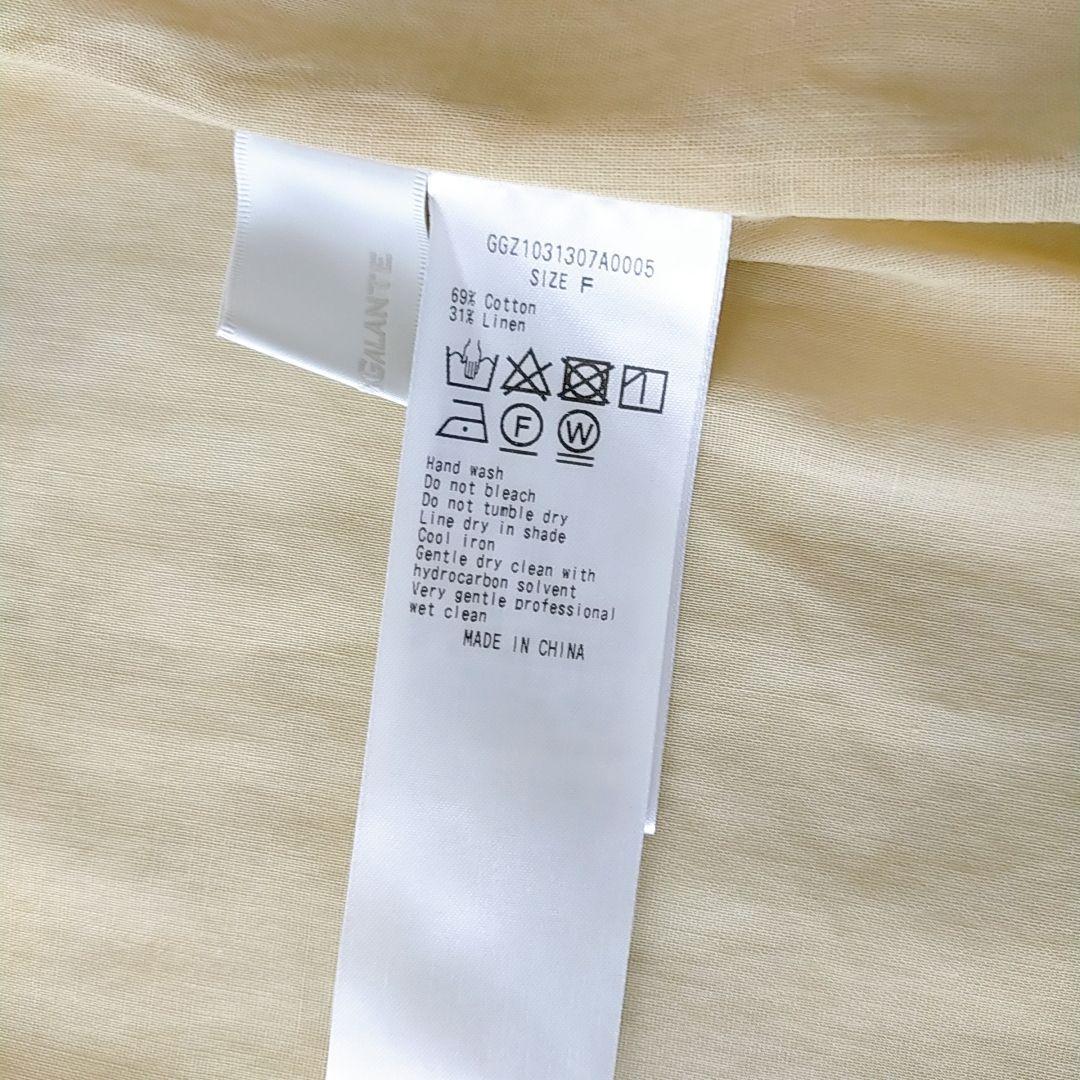 GALANTE
GGZ1031307A0005
SIZE F
69% Cotton
31% Linen
F
W
Hand wash
Do not bleach
Do not tumble dry
Line dry in shade
Cool iron
Gentle dry clean with
hydrocarbon solvent
Very gentle professional
wet clean
MADE IN CHINA